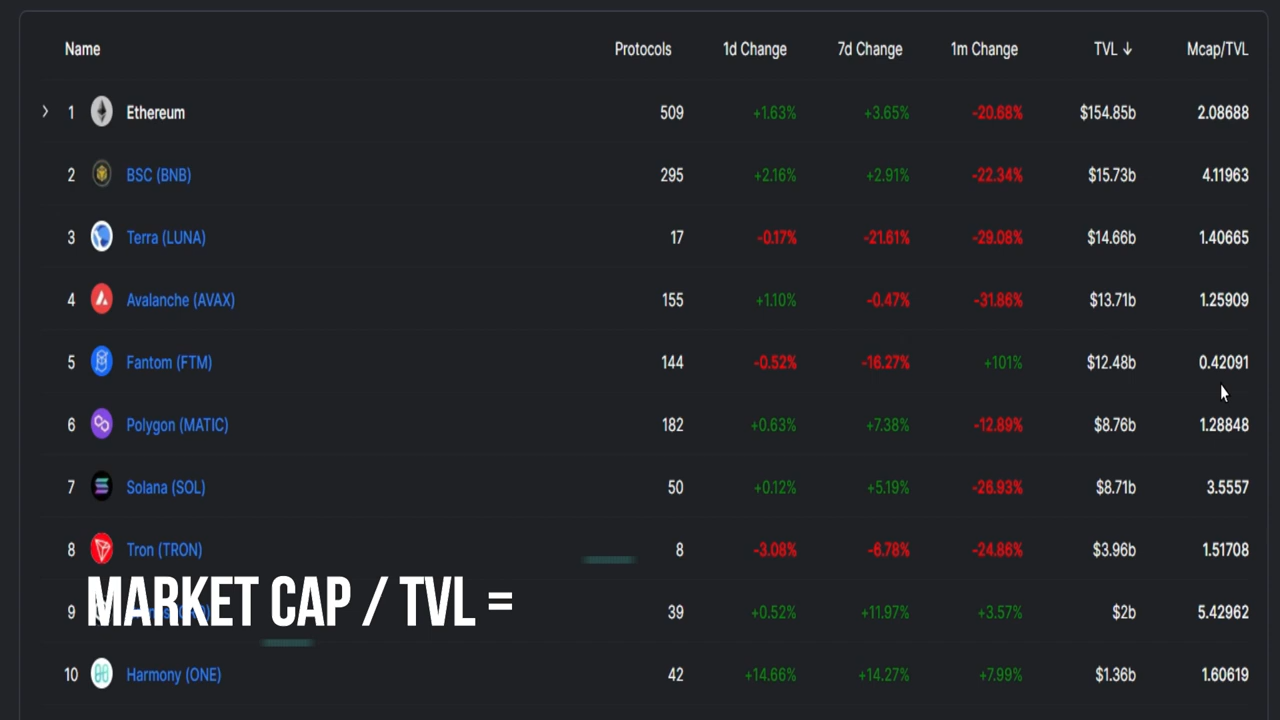 Name Protocols 1d Change 7d Change 1m Change TVL ↓ Mcap/TVL
1 Ethereum 509 +1.63% +3.65% -20.68% $154.85b 2.08688
2 BSC (BNB) 295 +2.16% +2.91% -22.34% $15.73b 4.11963
3 Terra (LUNA) 17 -0.17% -21.61% -29.08% $14.66b 1.40665
4 Avalanche (AVAX) 155 +1.10% -0.47% -31.86% $13.71b 1.25909
5 Fantom (FTM) 144 -0.52% -16.27% +101% $12.48b 0.42091
6 Polygon (MATIC) 182 +0.63% +7.38% -12.89% $8.76b 1.28848
7 Solana (SOL) 50 +0.12% +5.19% -26.93% $8.71b 3.5557
8 Tron (TRON) 8 -3.08% -6.78% -24.86% $3.96b 1.51708
MARKET CAP / TVL =
9 39 +0.52% +11.97% +3.57% $2b 5.42962
10 Harmony (ONE) 42 +14.66% +14.27% +7.99% $1.36b 1.60619